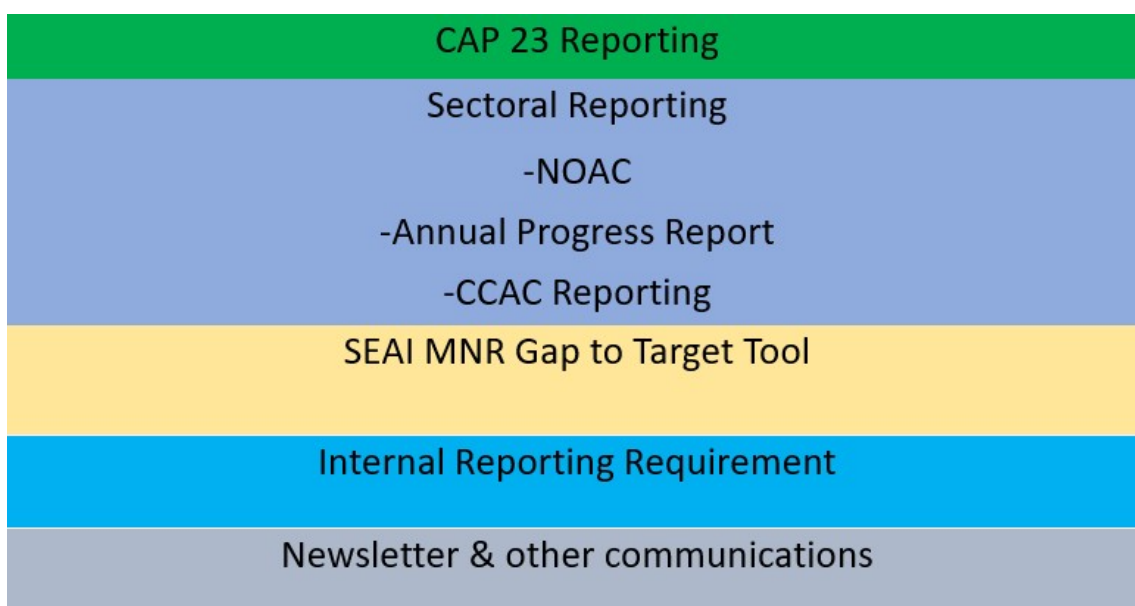 CAP 23 Reporting
Sectoral Reporting
-NOAC
-Annual Progress Report
-CCAC Reporting
SEAI MNR Gap to Target Tool
Internal Reporting Requirement
Newsletter & other communications